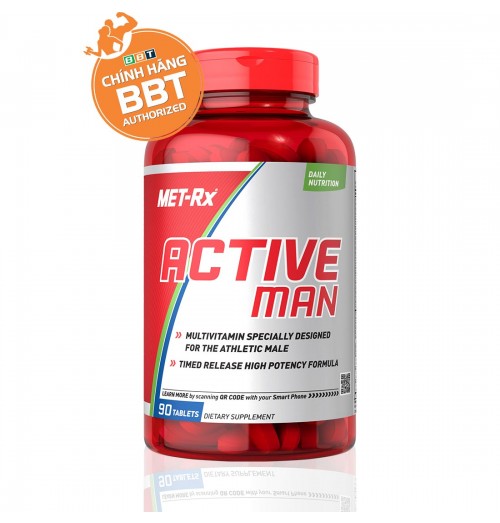 BBT
CHÍNH HÃNG
BBT
AUTHORIZED
DAILY
NUTRITION
MET-Rx®
ACTIVE
MAN
» MULTIVITAMIN SPECIALLY DESIGNED
FOR THE ATHLETIC MALE
» TIMED RELEASE HIGH POTENCY FORMULA
LEARN MORE by scanning QR CODE with your Smart Phone
90 TABLETS DIETARY SUPPLEMENT